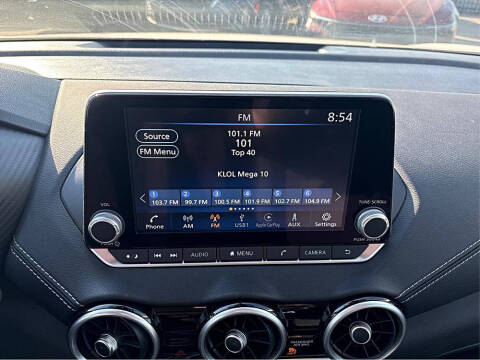 FM
8:54
Source
FM Menu
101.1 FM
101
Top 40
KLOL Mega 10
1 2 3 4 5 6
103.7 FM 99.7 FM 100.5 FM 101.9 FM 102.7 FM 104.9 FM
Phone AM FM USB1 Apple CarPlay AUX Settings
VOL
TUNE·SCROLL
PUSH
AUDIO MENU CAMERA
PASSENGER